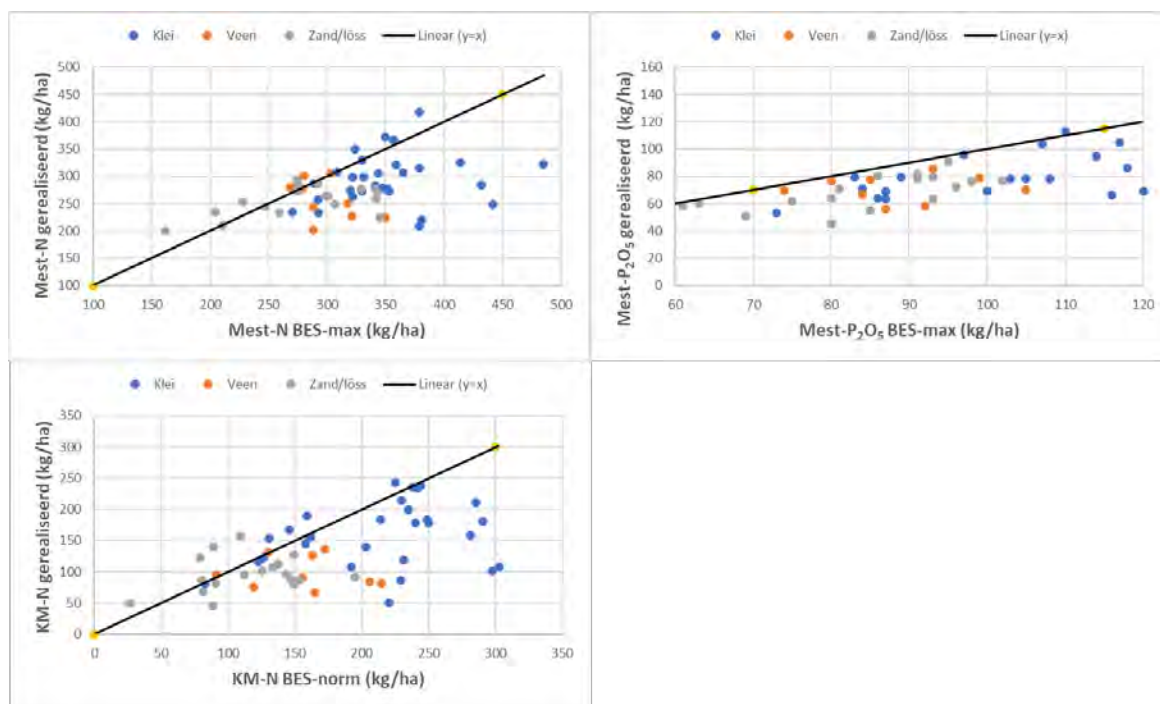 Klei Veen Zand/löss Linear (y=x)
500
450
400
350
300
250
200
150
100
100 150 200 250 300 350 400 450 500
Mest-N gerealiseerd (kg/ha)
Mest-N BES-max (kg/ha)
Klei Veen Zand/löss Linear (y=x)
160
140
120
100
80
60
40
20
0
60 70 80 90 100 110 120
Mest-P₂O₅ gerealiseerd (kg/ha)
Mest-P₂O₅ BES-max (kg/ha)
Klei Veen Zand/löss Linear (y=x)
350
300
250
200
150
100
50
0
0 50 100 150 200 250 300 350
KM-N gerealiseerd (kg/ha)
KM-N BES-norm (kg/ha)